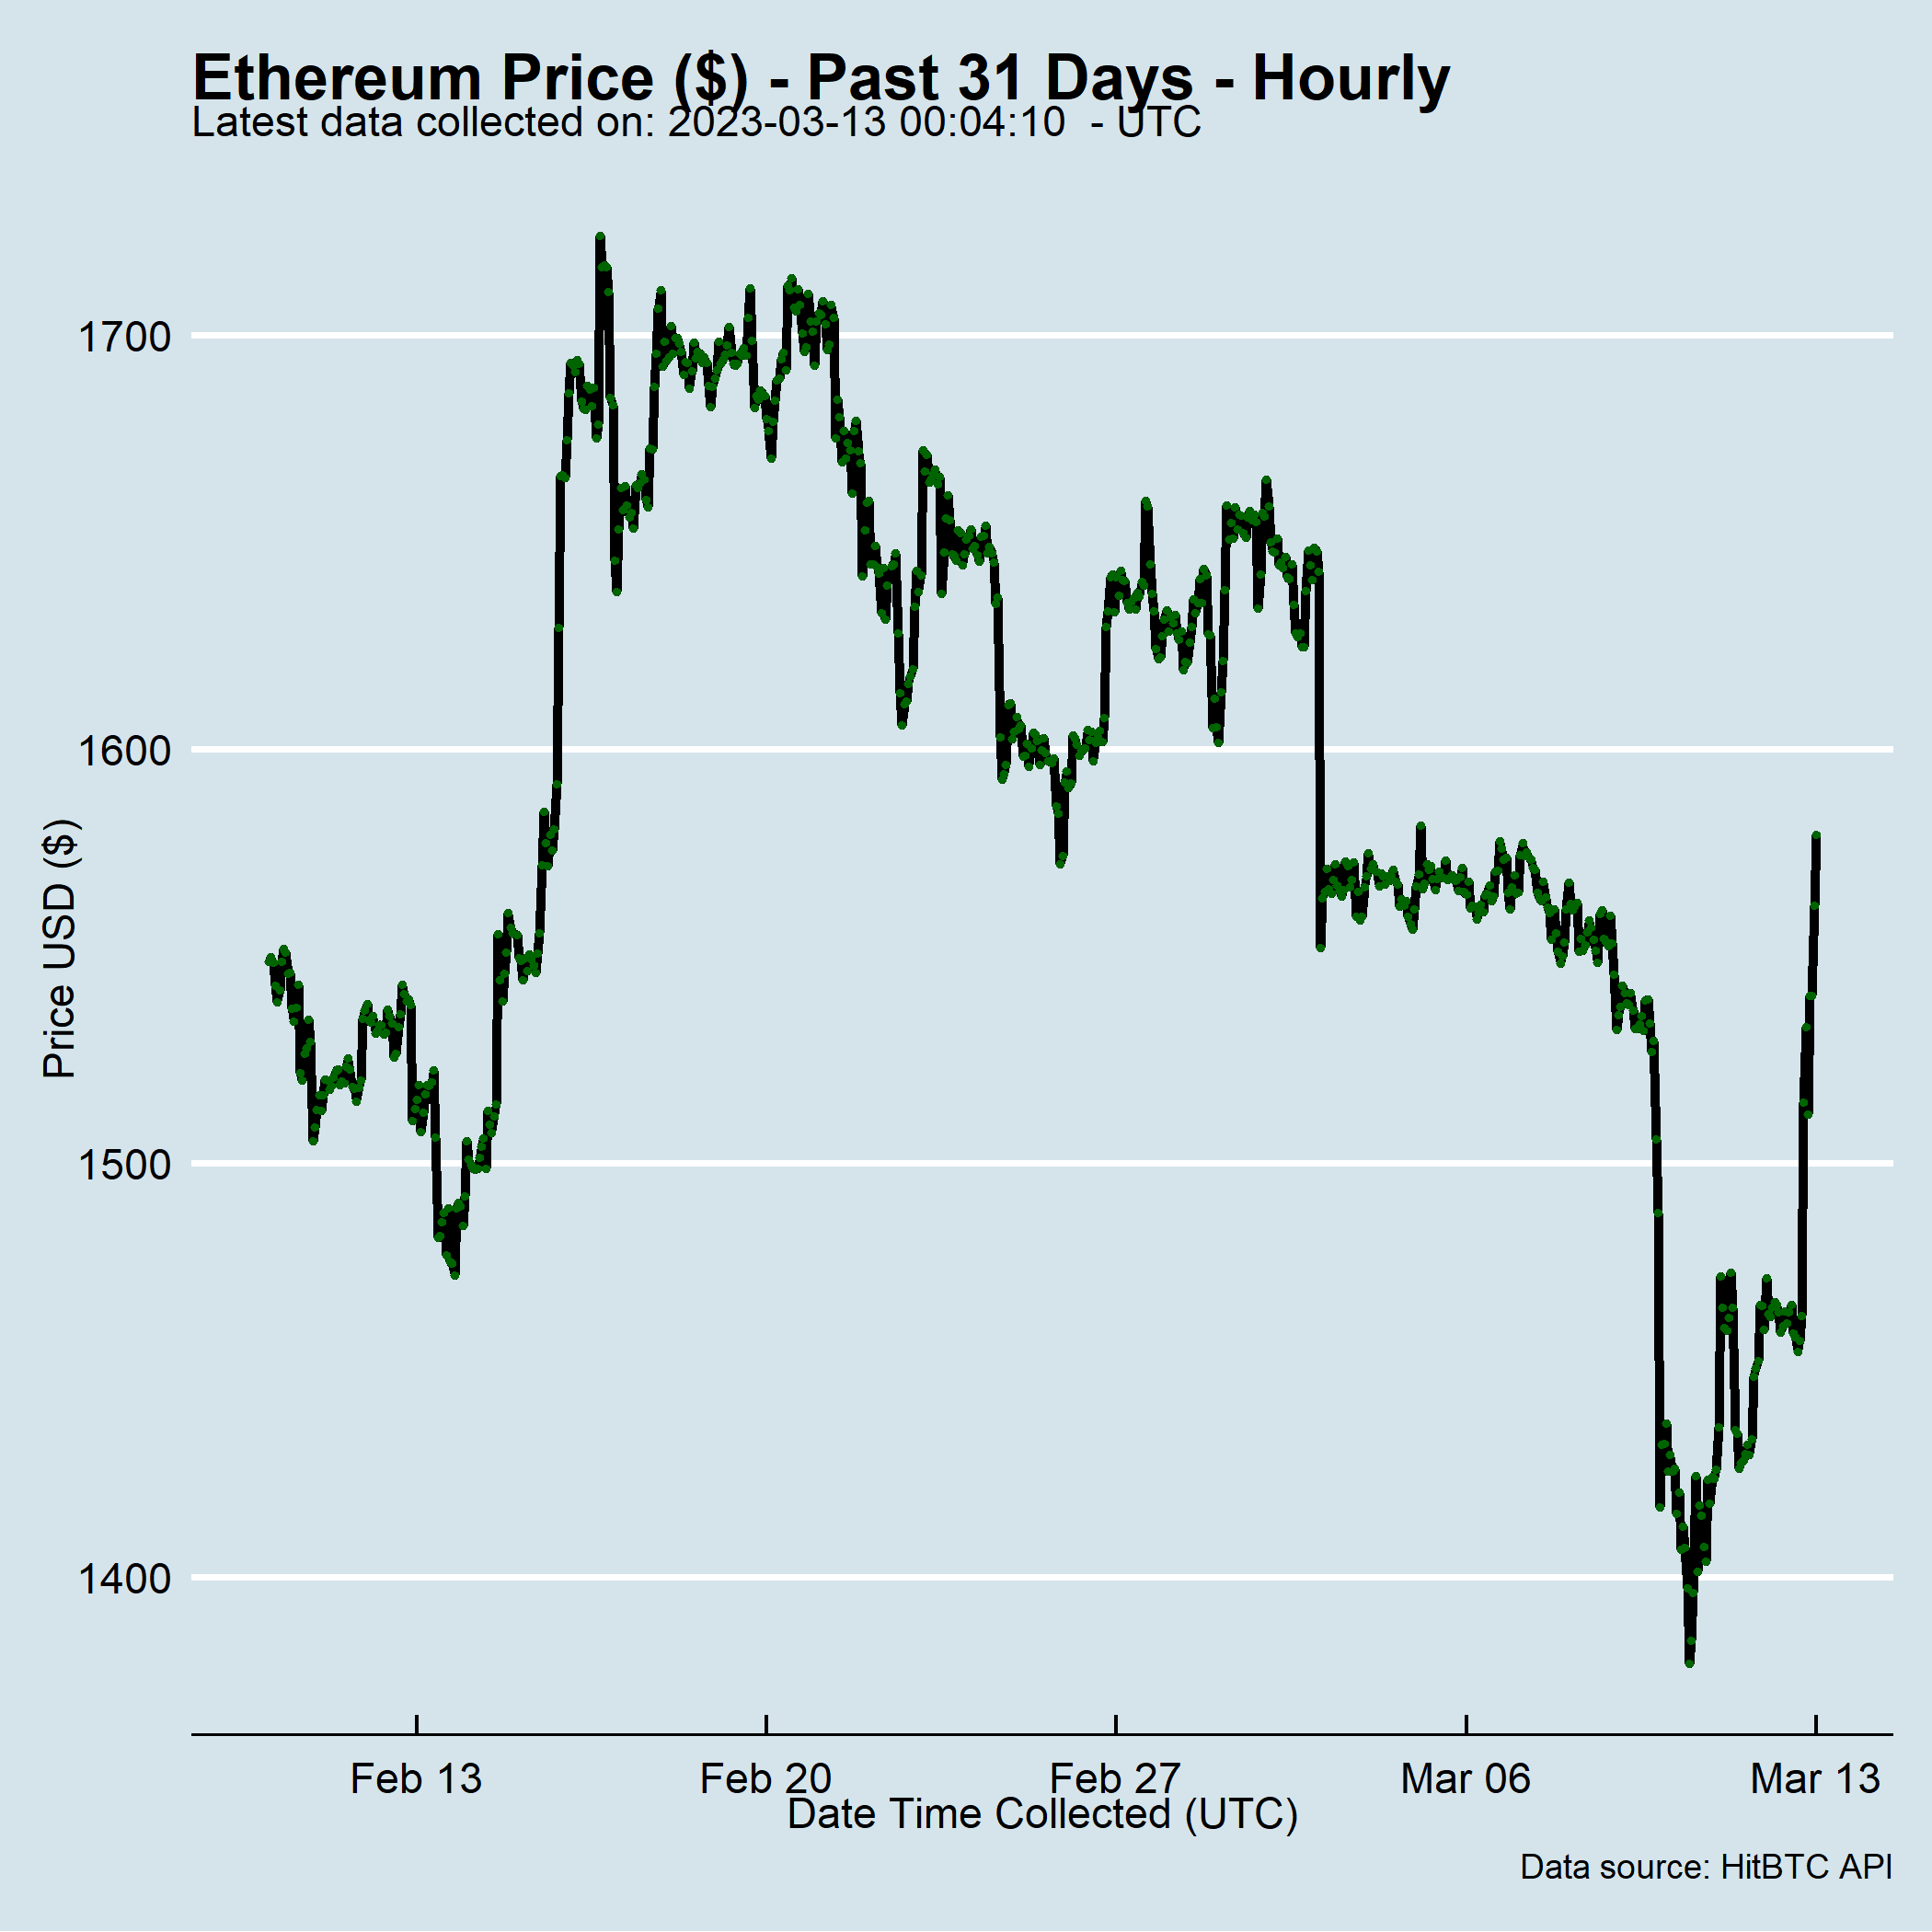 Ethereum Price ($) - Past 31 Days - Hourly
Latest data collected on: 2023-03-13 00:04:10  - UTC
1700
1600
1500
1400
Price USD ($)
Feb 13
Feb 20
Feb 27
Mar 06
Mar 13
Date Time Collected (UTC)
Data source: HitBTC API